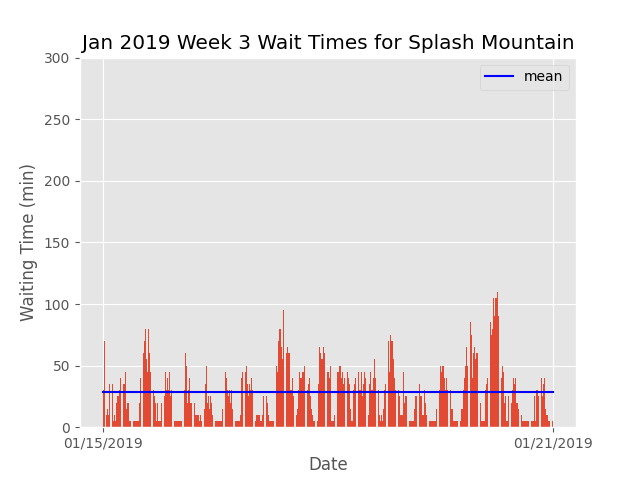 Jan 2019 Week 3 Wait Times for Splash Mountain
mean
300
250
200
150
100
50
0
Waiting Time (min)
01/15/2019
01/21/2019
Date